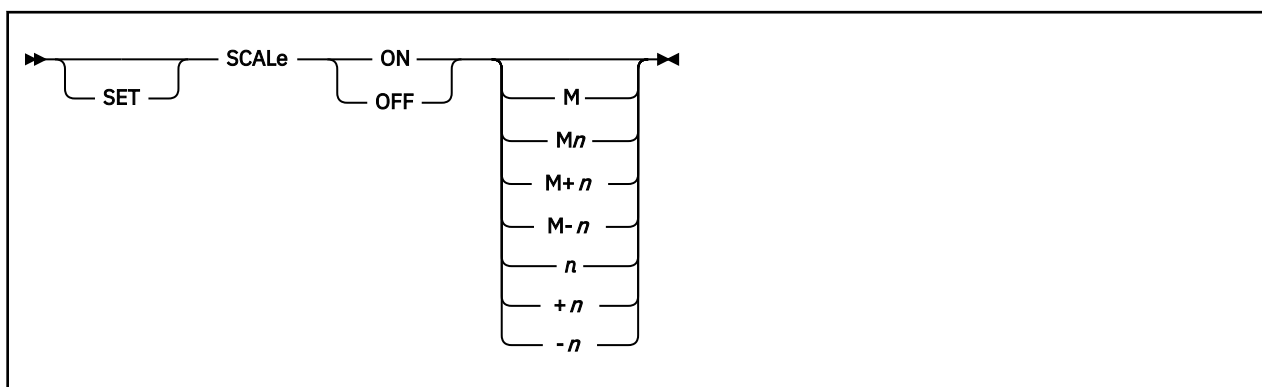 SCALe ON
SET OFF M
Mn
M+n
M-n
n
+n
-n